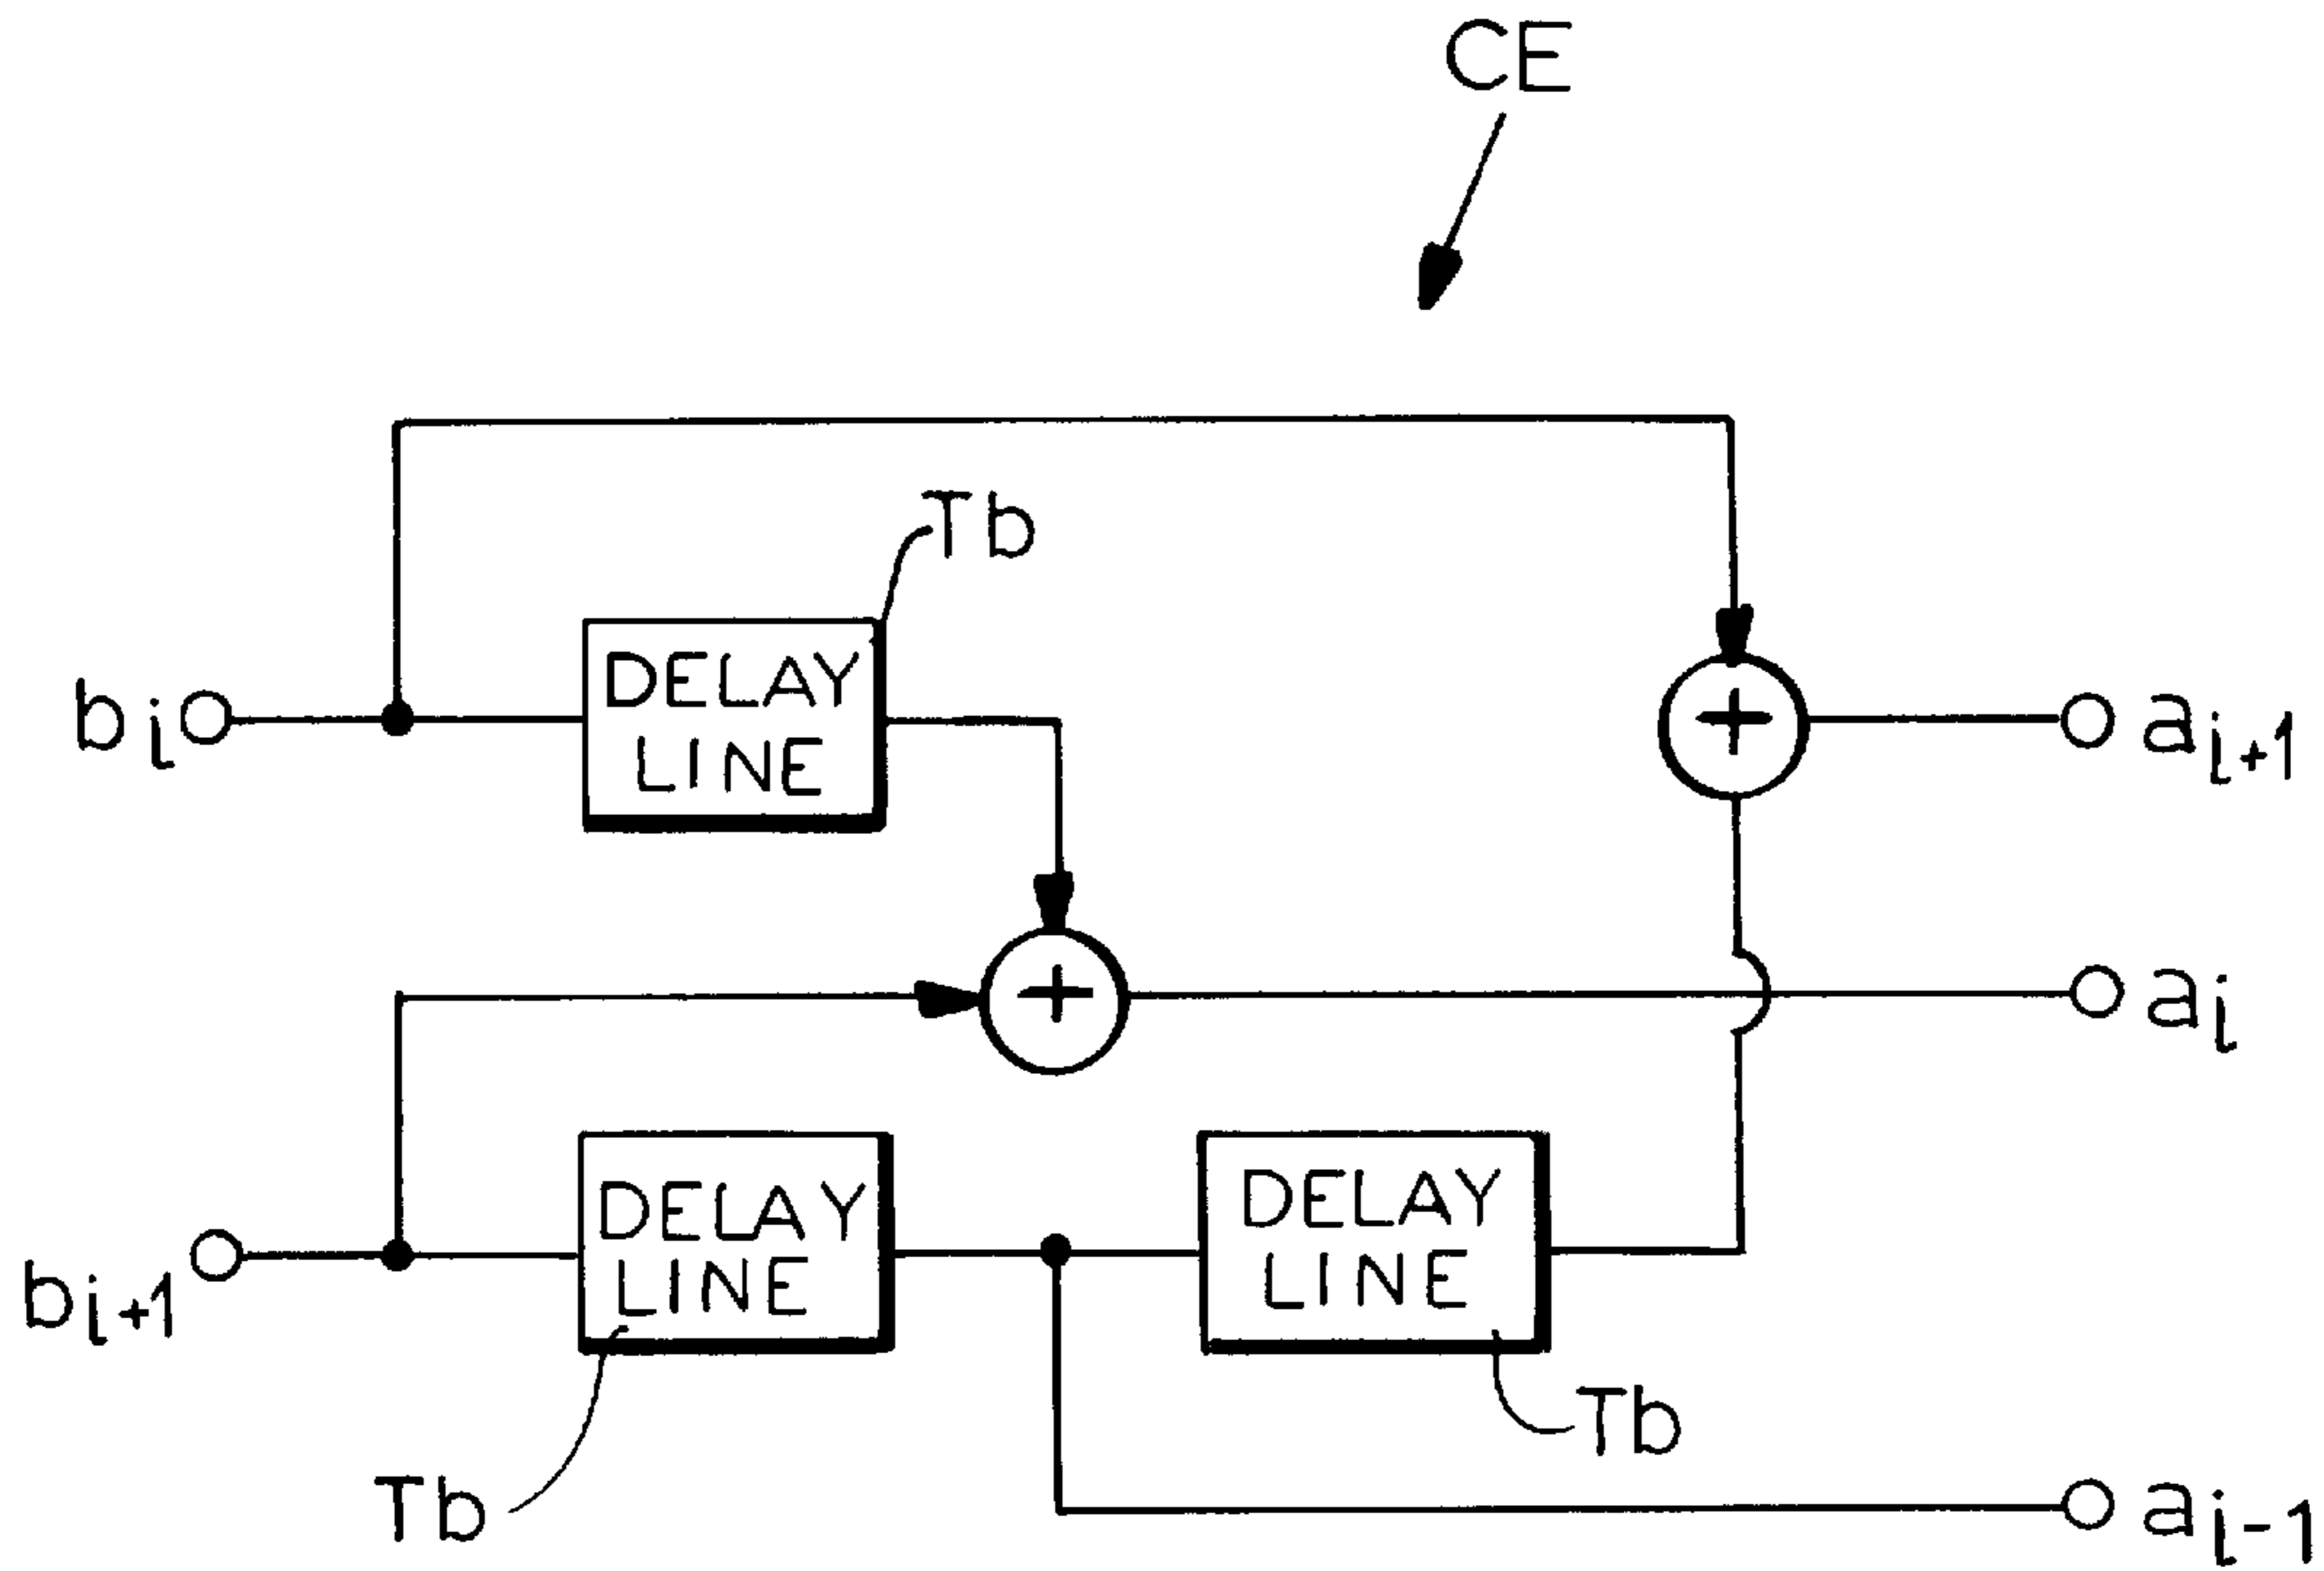 CE
Tb
DELAY
LINE
bi
+
ai+1
+
ai
DELAY
LINE
DELAY
LINE
bi+1
Tb
Tb
ai-1